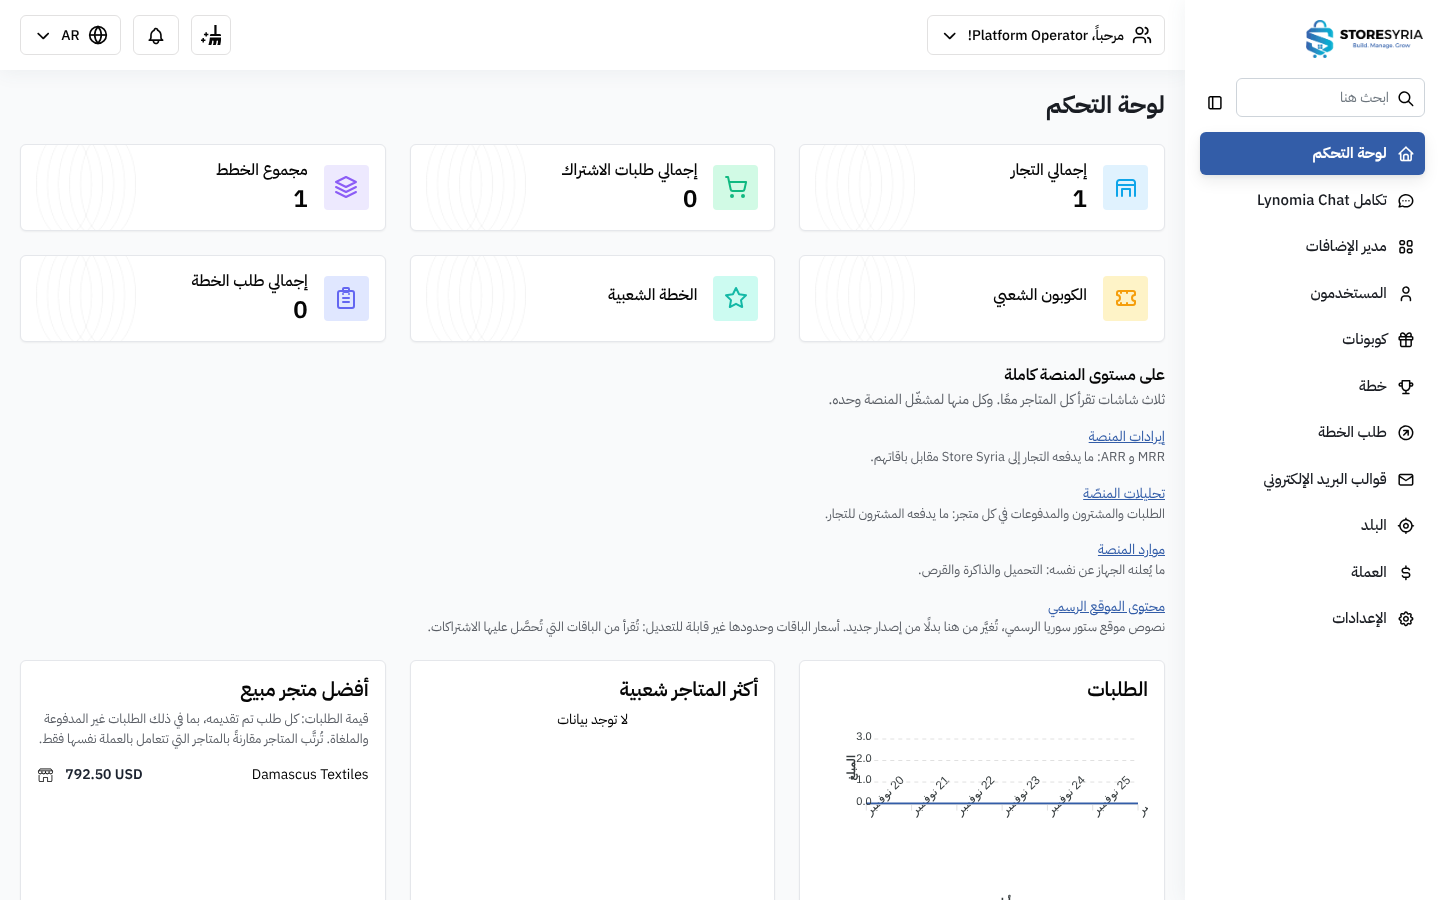 STORESYRIA
Build. Manage. Grow
ابحث هنا
لوحة التحكم
تكامل Lynomia Chat
مدير الإضافات
المستخدمون
كوبونات
خطة
طلب الخطة
قوالب البريد الإلكتروني
البلد
العملة
الإعدادات
مرحباً، Platform Operator!
AR
لوحة التحكم
إجمالي التجار
1
إجمالي طلبات الاشتراك
0
مجموع الخطط
1
الكوبون الشعبي
الخطة الشعبية
إجمالي طلب الخطة
0
على مستوى المنصة كاملة
ثلاث شاشات تقرأ كل المتاجر معًا. وكل منها لمشغّل المنصة وحده.
إيرادات المنصة
MRR و ARR: ما يدفعه التجار إلى Store Syria مقابل باقاتهم.
تحليلات المنصّة
الطلبات والمشترون والمدفوعات في كل متجر: ما يدفعه المشترون للتجار.
موارد المنصة
ما يُعلنه الجهاز عن نفسه: التحميل والذاكرة والقرص.
محتوى الموقع الرسمي
نصوص موقع ستور سوريا الرسمي، تُغيَّر من هنا بدلًا من إصدار جديد. أسعار الباقات وحدودها غير قابلة للتعديل: تُقرأ من الباقات التي تُحصَّل عليها الاشتراكات.
الطلبات
3.0
2.0
1.0
0.0
المبلغ
20 نوفمبر
21 نوفمبر
22 نوفمبر
23 نوفمبر
24 نوفمبر
25 نوفمبر
أكثر المتاجر شعبية
لا توجد بيانات
أفضل متجر مبيع
قيمة الطلبات: كل طلب تم تقديمه، بما في ذلك الطلبات غير المدفوعة
والملغاة. تُرتَّب المتاجر مقارنةً بالمتاجر التي تتعامل بالعملة نفسها فقط.
Damascus Textiles
792.50 USD